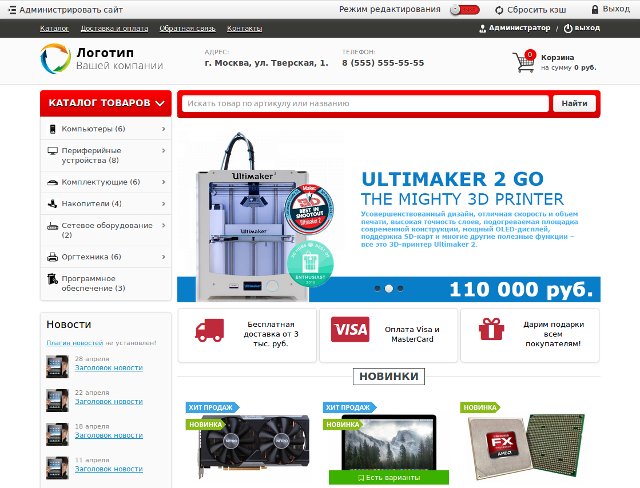 Администрировать сайт
Режим редактирования
Сбросить кэш
Выход
Каталог
Доставка и оплата
Обратная связь
Контакты
Администратор / выход
Логотип
Вашей компании
АДРЕС:
г. Москва, ул. Тверская, 1.
ТЕЛЕФОН:
8 (555) 555-55-55
0
Корзина
на сумму 0 руб.
КАТАЛОГ ТОВАРОВ
Искать товар по артикулу или названию
Найти
Компьютеры (6)
Периферийные
устройства (8)
Комплектующие (6)
Накопители (4)
Сетевое оборудование
(2)
Оргтехника (6)
Программное
обеспечение (3)
Ultimaker
BEST IN
SHOOTOUT
Ultimaker
ENTHUSIAST
ULTIMAKER 2 GO
THE MIGHTY 3D PRINTER
Усовершенствованный дизайн, отличная скорость и объем
печати, высокая точность слоев, подогреваемая площадка
современной конструкции, мощный OLED-дисплей,
поддержка SD-карт и многие другие полезные функции –
все это 3D-принтер Ultimaker 2.
110 000 руб.
Новости
Плагин новостей не установлен!
28 апреля
Заголовок новости
22 апреля
Заголовок новости
18 апреля
Заголовок новости
11 апреля
Заголовок новости
Бесплатная
доставка от 3
тыс. руб.
VISA
Оплата Visa и
MasterCard
Дарим подарки
всем
покупателям!
НОВИНКИ
ХИТ ПРОДАЖ
НОВИНКА
ХИТ ПРОДАЖ
НОВИНКА
Есть варианты
НОВИНКА
FX
AMD